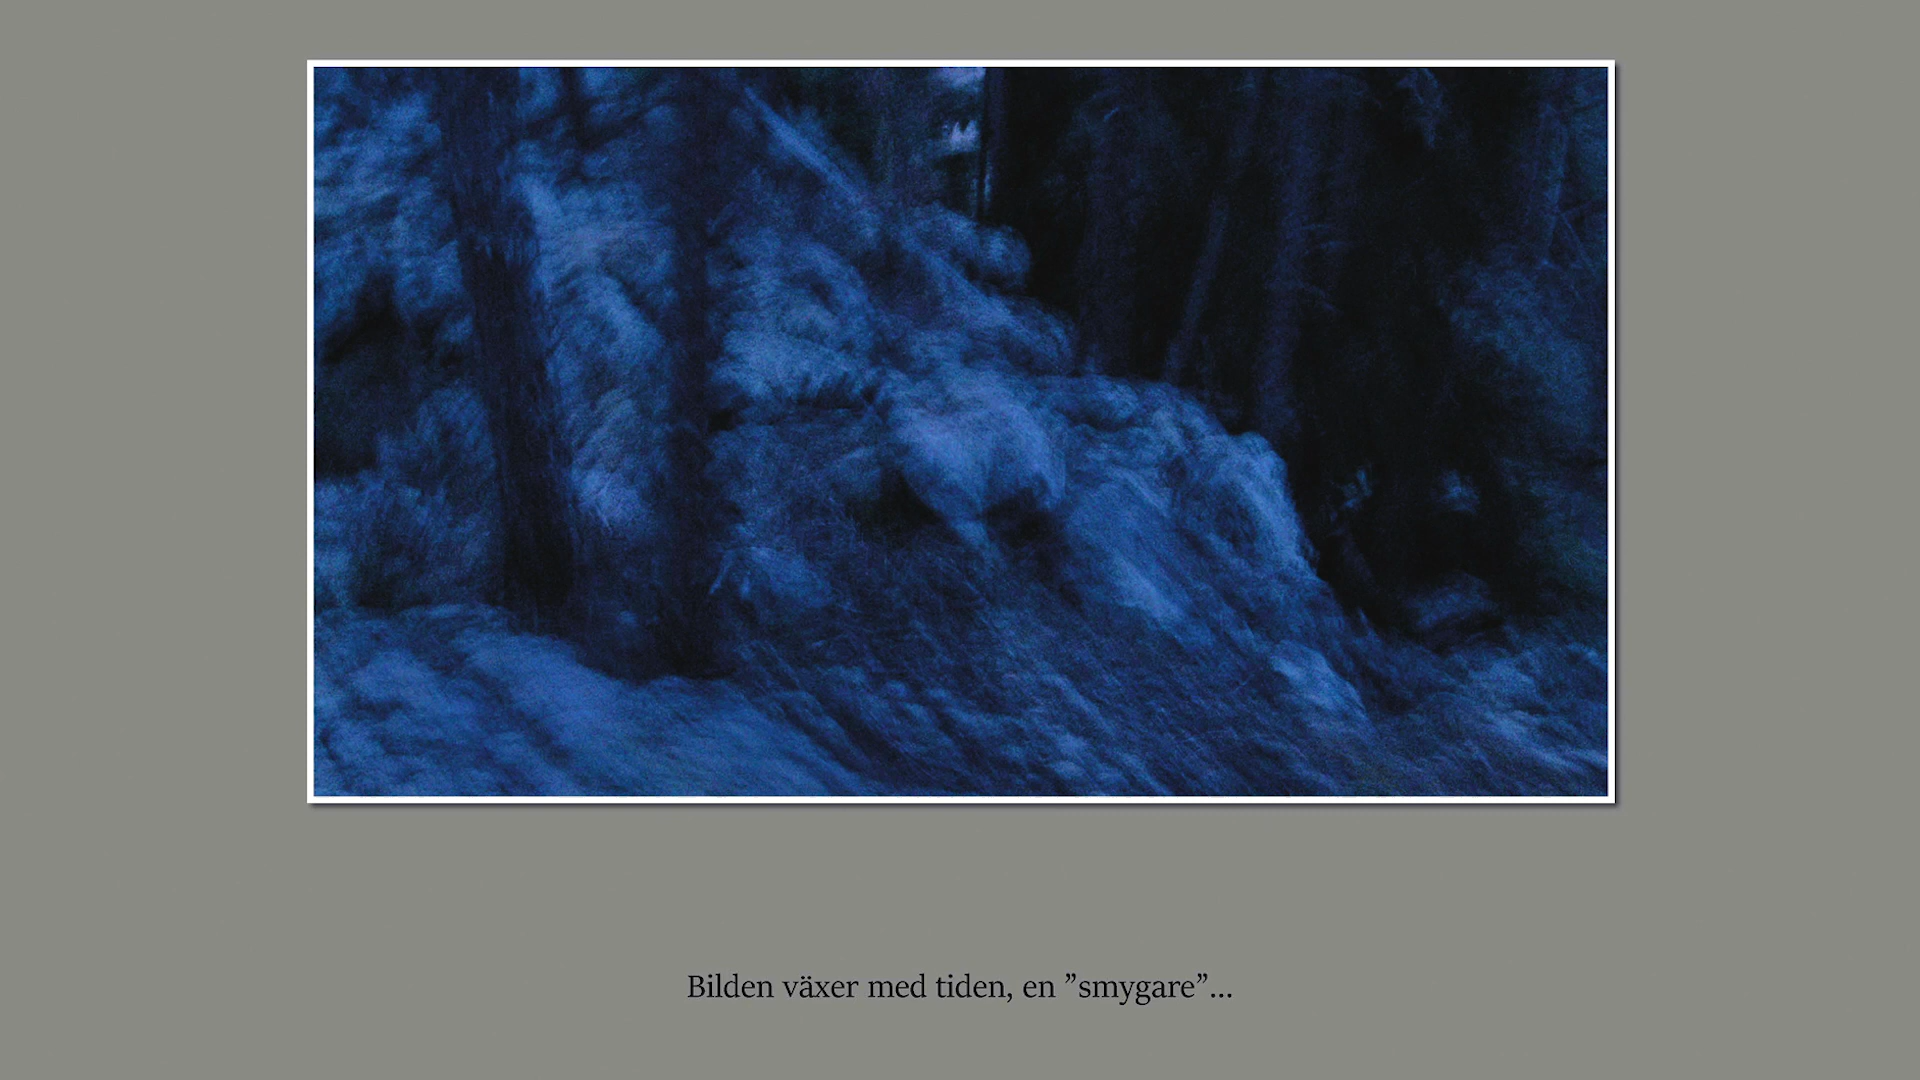 Bilden växer med tiden, en ”smygare”...